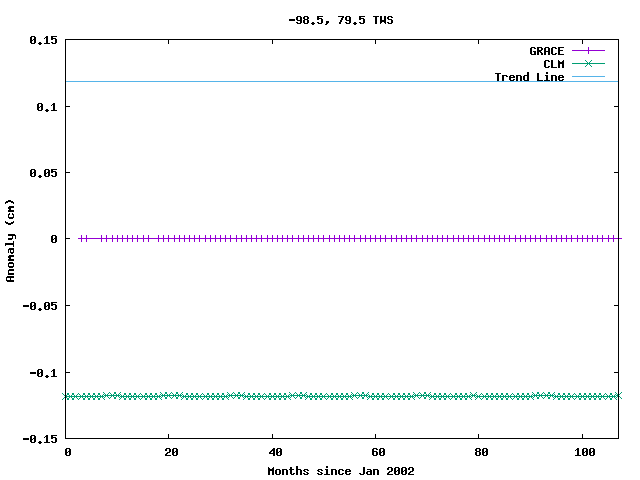 -98.5, 79.5 TWS
0.15
GRACE
CLM
Trend Line
0.1
0.05
0
-0.05
-0.1
-0.15
Anomaly (cm)
0 20 40 60 80 100
Months since Jan 2002